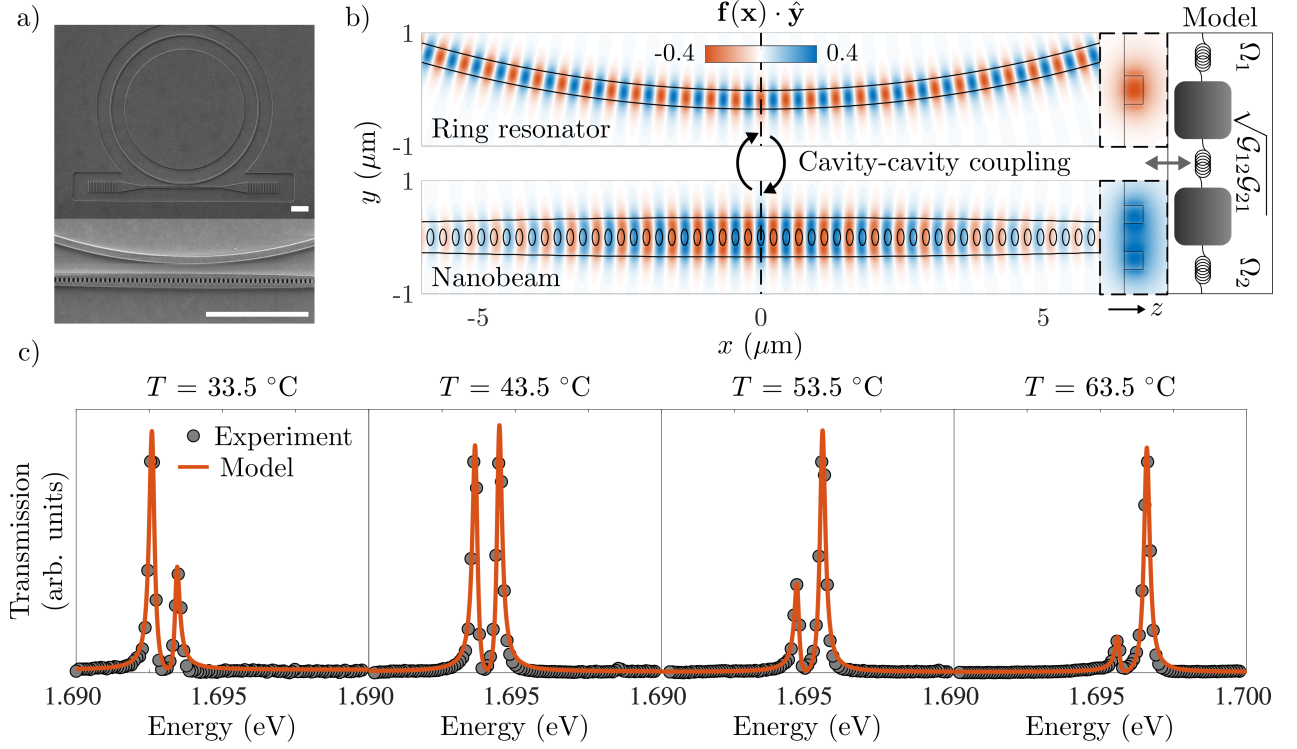 a)
b)
f(x) · ŷ
Model
1
-0.4
0.4
Ω₁
Ring resonator
-1
y (μm)
Cavity-cavity coupling
√𝒢₁₂𝒢₂₁
1
Nanobeam
Ω₂
-1
z
-5
0
5
x (μm)
c)
T = 33.5 °C
T = 43.5 °C
T = 53.5 °C
T = 63.5 °C
Experiment
Model
Transmission
(arb. units)
1.690
1.695
1.690
1.695
1.690
1.695
1.690
1.695
1.700
Energy (eV)
Energy (eV)
Energy (eV)
Energy (eV)